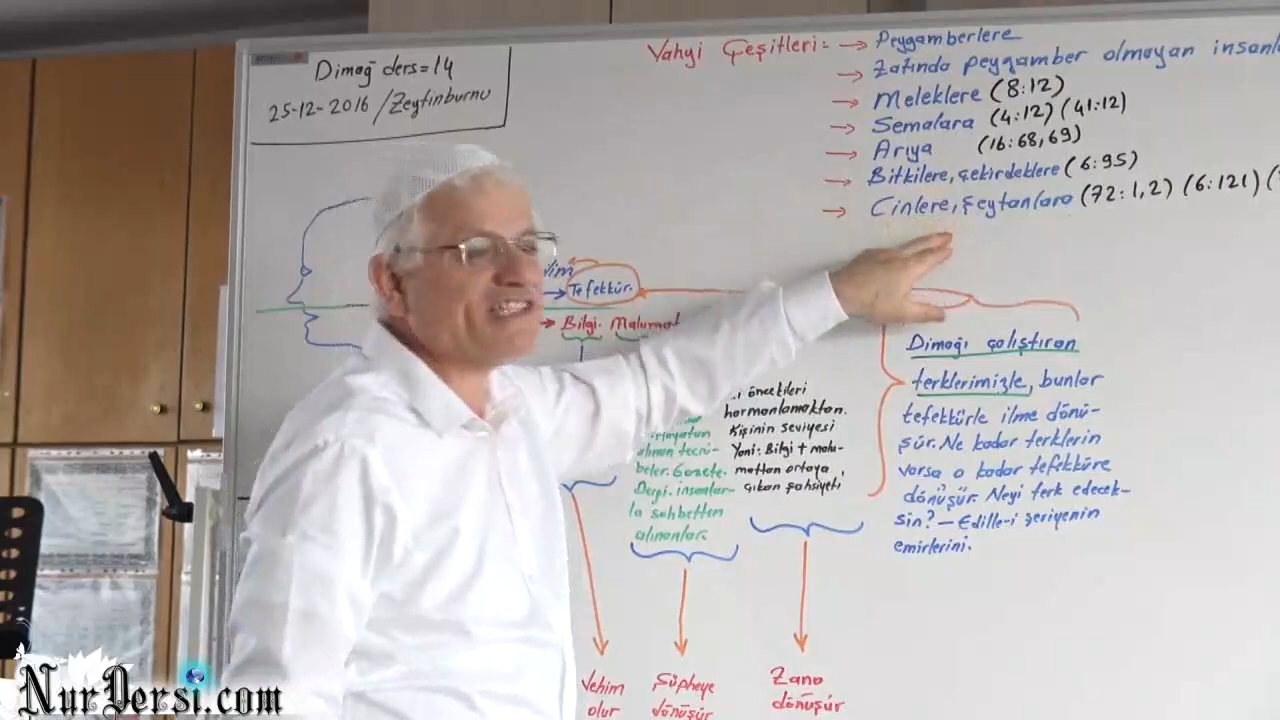 Dimağ ders=14
25-12-2016/Zeytinburnu
Vahyi Çeşitleri:→ Peygamberlere
→ Zatında peygamber olmayan
→ Meleklere (8:12)
→ Semalara (4:12) (41:12)
→ Arıya (16:68,69)
→ Bitkilere, çekirdeklere (6:95)
→ Cinlere, Şeytanlara (72:1,2) (6:121)
Tefekkür.
→ Bilgi. Malumat
öncekileri
harmanlamaktan.
Kişinin seviyesi
Yani: Bilgi + malu-
mattan ortaya
çıkan şahsiyeti
alınan tecrü-
beler. Gazete.
Dergi. insanlar-
la sohbetten
alınanlar.
Dimağı çalıştıran
terklerimizle, bunlar
tefekkürle ilme dönü-
şür. Ne kadar terklerin
varsa o kadar tefekküre
dönüşür. Neyi terk edecek-
sin? — Edille-i şeriyenin
emirlerini.
Vehim
olur
Şüpheye
dönüşür
Zana
dönüşür
NurDersi.com